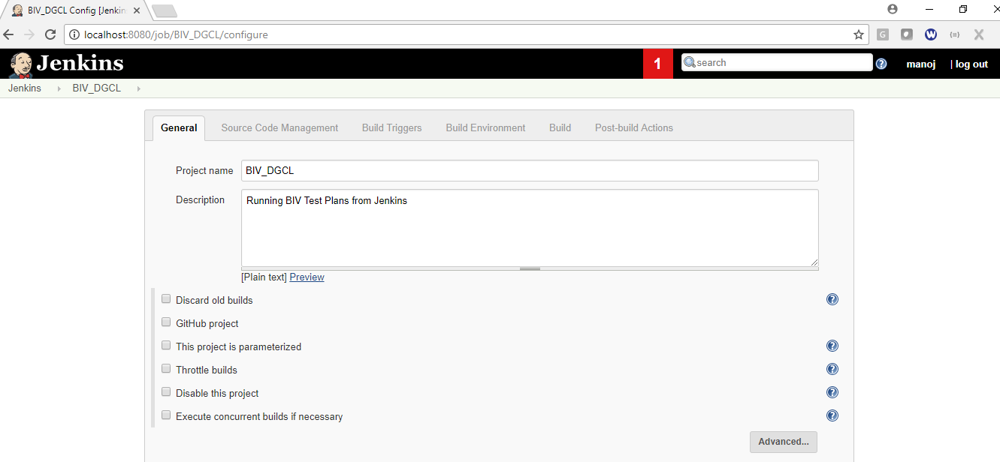 BIV_DGCL Config [Jenkin
localhost:8080/job/BIV_DGCL/configure
G W {≡} X
Jenkins 1 search ? manoj | log out
Jenkins BIV_DGCL
General Source Code Management Build Triggers Build Environment Build Post-build Actions
Project name BIV_DGCL
Description Running BIV Test Plans from Jenkins
[Plain text] Preview
Discard old builds ?
GitHub project
This project is parameterized ?
Throttle builds ?
Disable this project ?
Execute concurrent builds if necessary ?
Advanced...